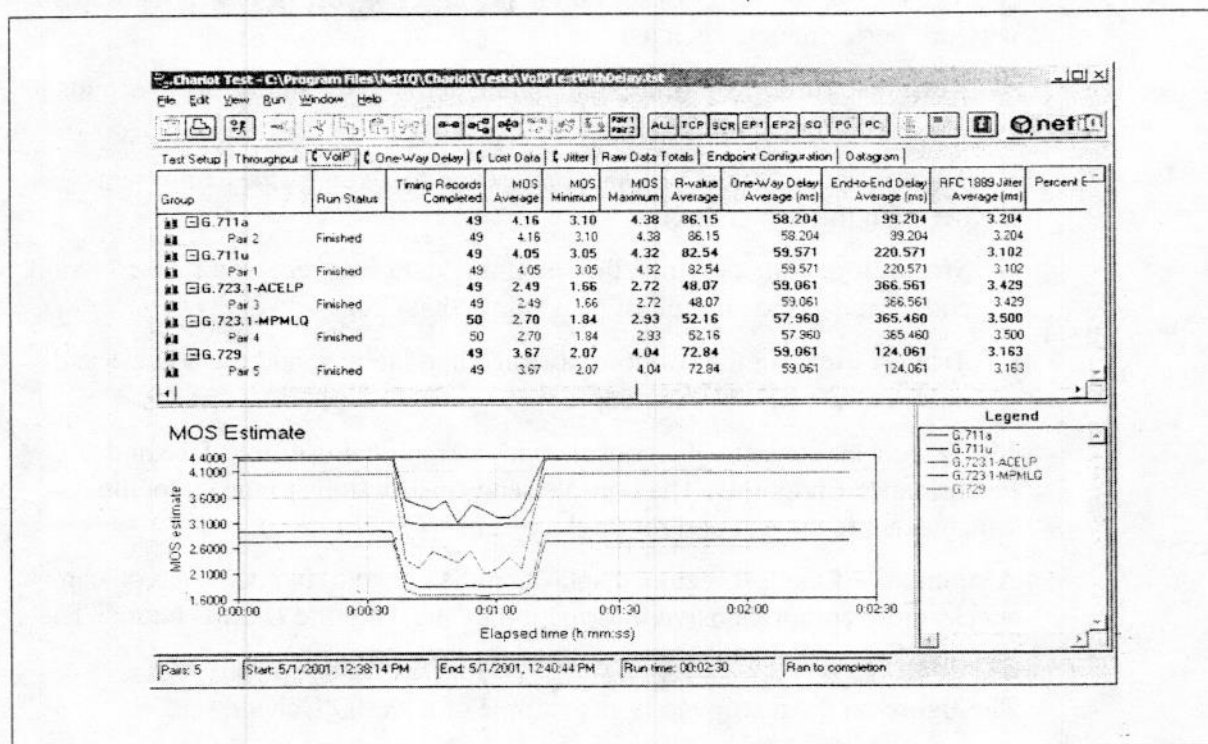 Chariot Test - C:\Program Files\NetIQ\Chariot\Tests\VoIPTestWithDelay.tst
File Edit View Run Window Help
Pair 1 Pair 2 ALL TCP SCR EP1 EP2 SQ PG PC net
Test Setup Throughput VoIP One-Way Delay Lost Data Jitter Raw Data Totals Endpoint Configuration Datagram
Group Run Status Timing Records Completed MOS Average MOS Minimum MOS Maximum R-value Average One-Way Delay Average (ms) End-to-End Delay Average (ms) RFC 1889 Jitter Average (ms) Percent
G.711a 49 4.16 3.10 4.38 86.15 58.204 99.204 3.204
Pair 2 Finished 49 4.16 3.10 4.38 86.15 58.204 99.204 3.204
G.711u 49 4.05 3.05 4.32 82.54 59.571 220.571 3.102
Pair 1 Finished 49 4.05 3.05 4.32 82.54 59.571 220.571 3.102
G.723.1-ACELP 49 2.49 1.66 2.72 48.07 59.061 366.561 3.429
Pair 3 Finished 49 2.49 1.66 2.72 48.07 59.061 366.561 3.429
G.723.1-MPMLQ 50 2.70 1.84 2.93 52.16 57.960 365.460 3.500
Pair 4 Finished 50 2.70 1.84 2.93 52.16 57.960 365.460 3.500
G.729 49 3.67 2.07 4.04 72.84 59.061 124.061 3.163
Pair 5 Finished 49 3.67 2.07 4.04 72.84 59.061 124.061 3.163
MOS Estimate
MOS estimate
4.4000
4.1000
3.6000
3.1000
2.6000
2.1000
1.6000
0:00:00 0:00:30 0:01:00 0:01:30 0:02:00 0:02:30
Elapsed time (h:mm:ss)
Legend
G.711a
G.711u
G.723.1-ACELP
G.723.1-MPMLQ
G.729
Pairs: 5 Start: 5/1/2001, 12:38:14 PM End: 5/1/2001, 12:40:44 PM Run time: 00:02:30 Ran to completion